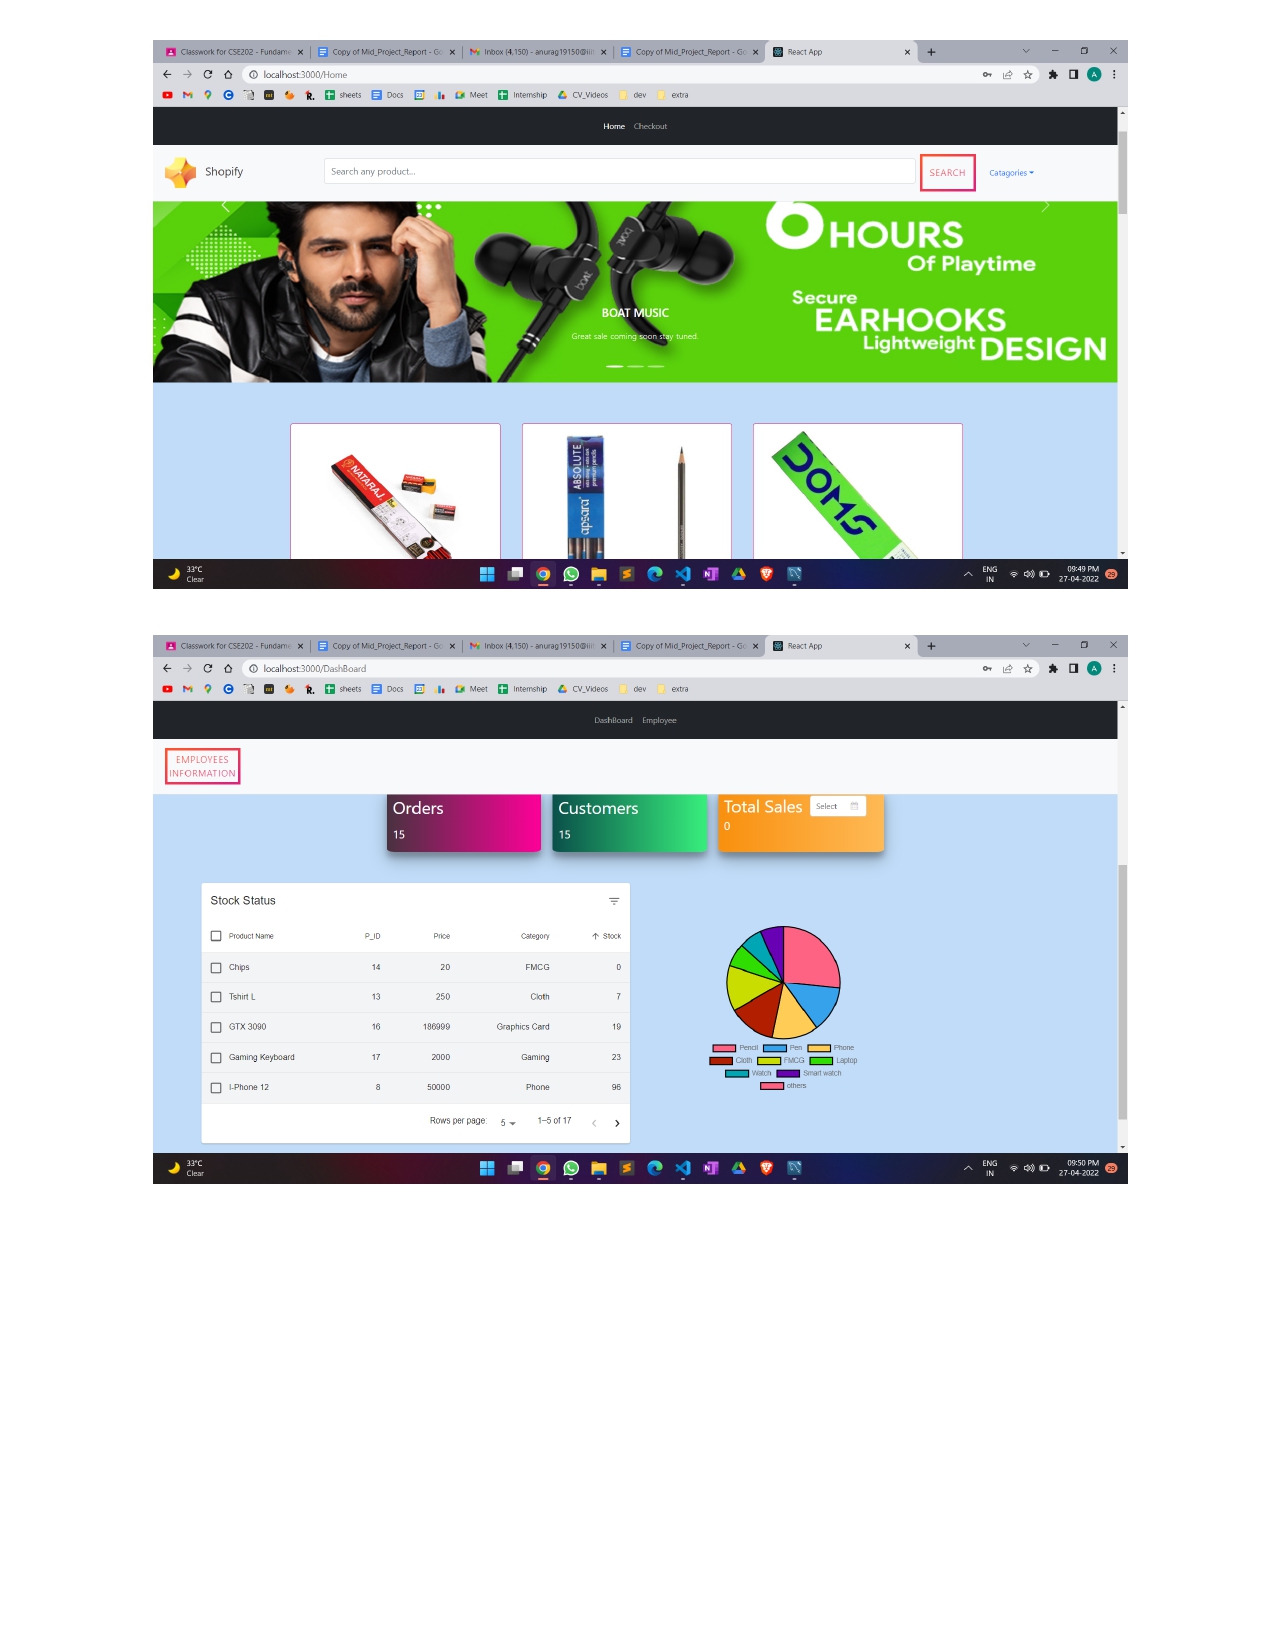 Classwork for CSE202 - Fundame Copy of Mid_Project_Report - Go Inbox (4,150) - anurag19150@iiit Copy of Mid_Project_Report - Go React App
localhost:3000/Home
sheets Docs Meet Internship CV_Videos dev extra
Home Checkout
Shopify Search any product... SEARCH Catagories
6 HOURS
Of Playtime
Secure
EARHOOKS
Lightweight DESIGN
boat
BOAT MUSIC
Great sale coming soon stay tuned.
NATARAJ
ABSOLUTE
premium pencils
apsara
DOMS
33°C
Clear
ENG
IN
09:49 PM
27-04-2022
29
Classwork for CSE202 - Fundame Copy of Mid_Project_Report - Go Inbox (4,150) - anurag19150@iiit Copy of Mid_Project_Report - Go React App
localhost:3000/DashBoard
sheets Docs Meet Internship CV_Videos dev extra
DashBoard Employee
EMPLOYEES
INFORMATION
Orders
15
Customers
15
Total Sales Select
0
Stock Status
Product Name P_ID Price Category Stock
Chips 14 20 FMCG 0
Tshirt L 13 250 Cloth 7
GTX 3090 16 186999 Graphics Card 19
Gaming Keyboard 17 2000 Gaming 23
I-Phone 12 8 50000 Phone 96
Rows per page: 5 1–5 of 17
Pencil Pen Phone
Cloth FMCG Laptop
Watch Smart watch
others
33°C
Clear
ENG
IN
09:50 PM
27-04-2022
29